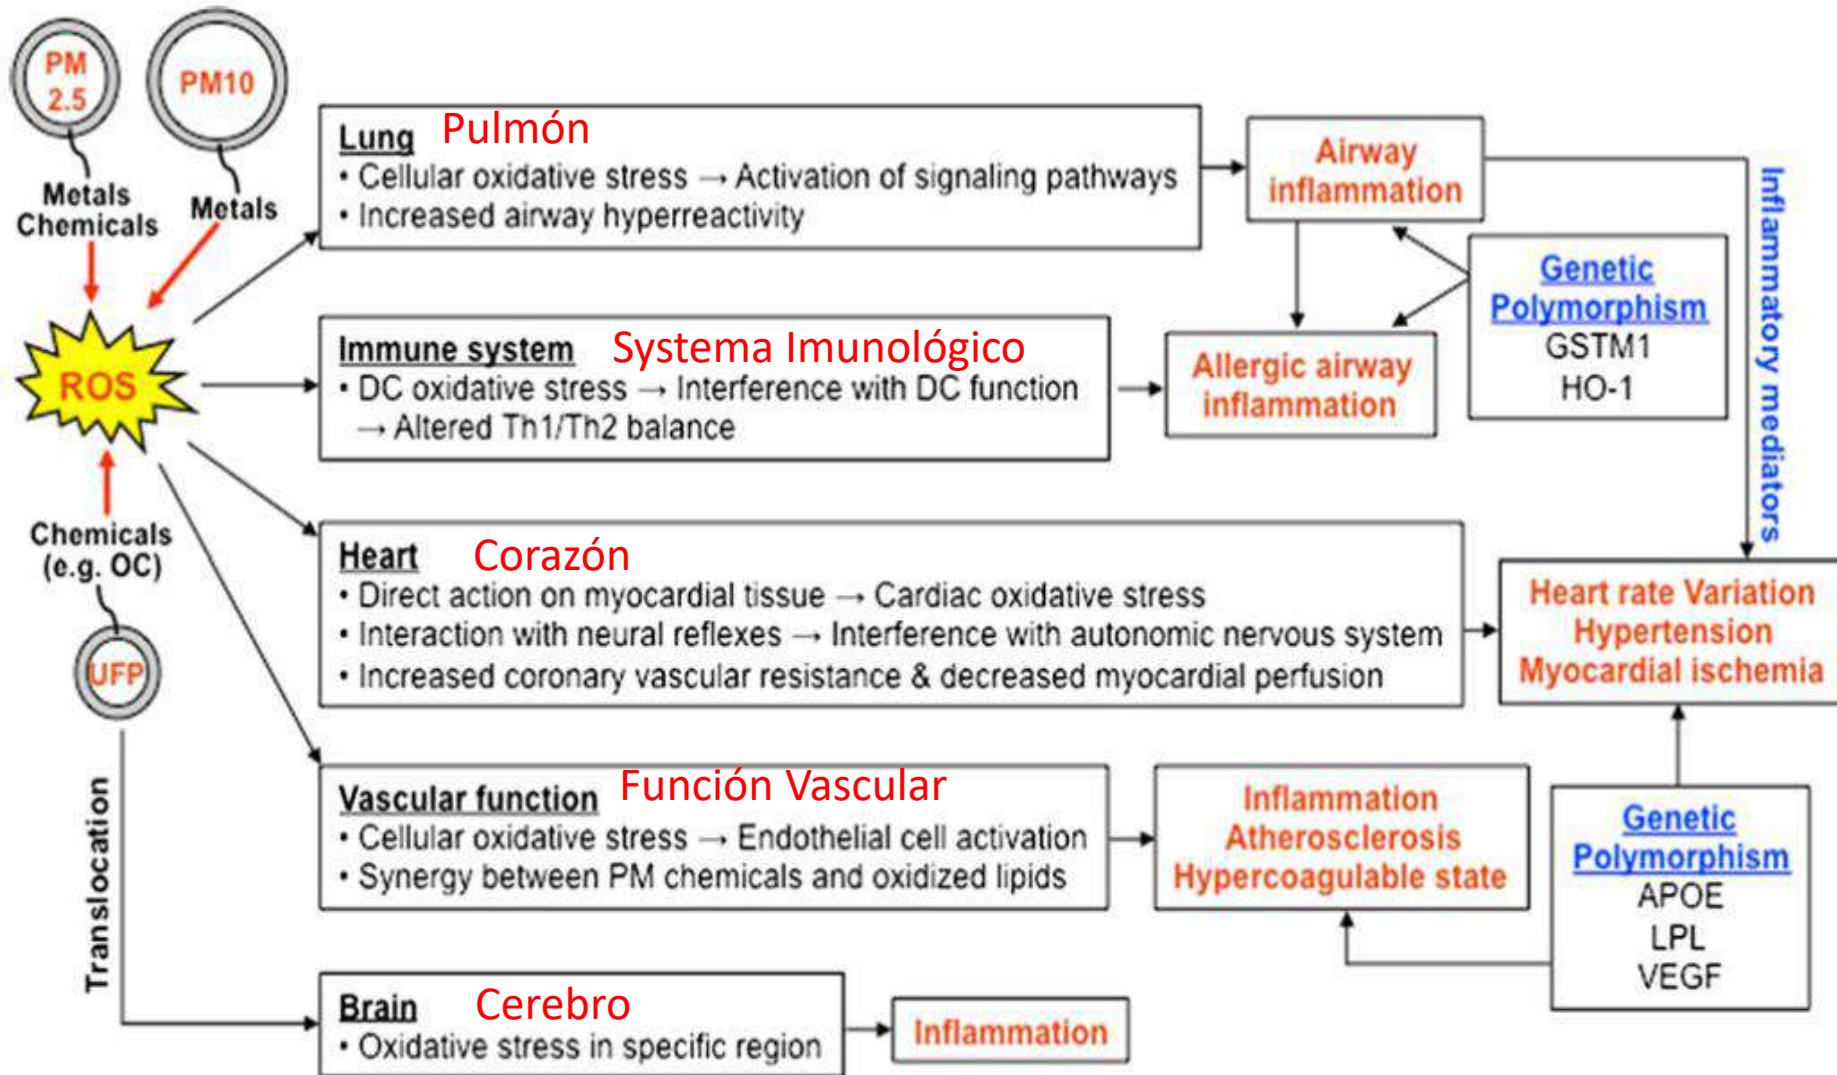 PM
2.5
PM10
Metals
Chemicals
Metals
ROS
Chemicals
(e.g. OC)
UFP
Translocation
Lung Pulmón
• Cellular oxidative stress → Activation of signaling pathways
• Increased airway hyperreactivity
Airway
inflammation
Immune system Systema Imunológico
• DC oxidative stress → Interference with DC function
→ Altered Th1/Th2 balance
Allergic airway
inflammation
Genetic
Polymorphism
GSTM1
HO-1
Inflammatory mediators
Heart Corazón
• Direct action on myocardial tissue → Cardiac oxidative stress
• Interaction with neural reflexes → Interference with autonomic nervous system
• Increased coronary vascular resistance & decreased myocardial perfusion
Heart rate Variation
Hypertension
Myocardial ischemia
Vascular function Función Vascular
• Cellular oxidative stress → Endothelial cell activation
• Synergy between PM chemicals and oxidized lipids
Inflammation
Atherosclerosis
Hypercoagulable state
Genetic
Polymorphism
APOE
LPL
VEGF
Brain Cerebro
• Oxidative stress in specific region
Inflammation